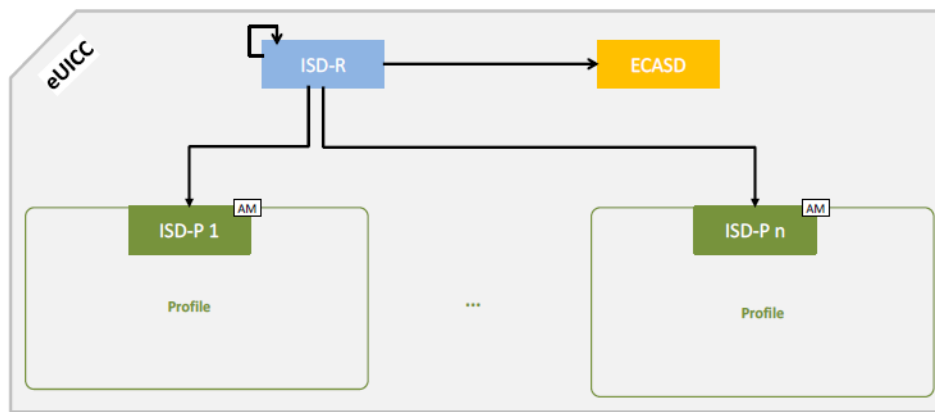 eUICC
ISD-R
ECASD
AM
ISD-P 1
AM
ISD-P n
Profile
...
Profile